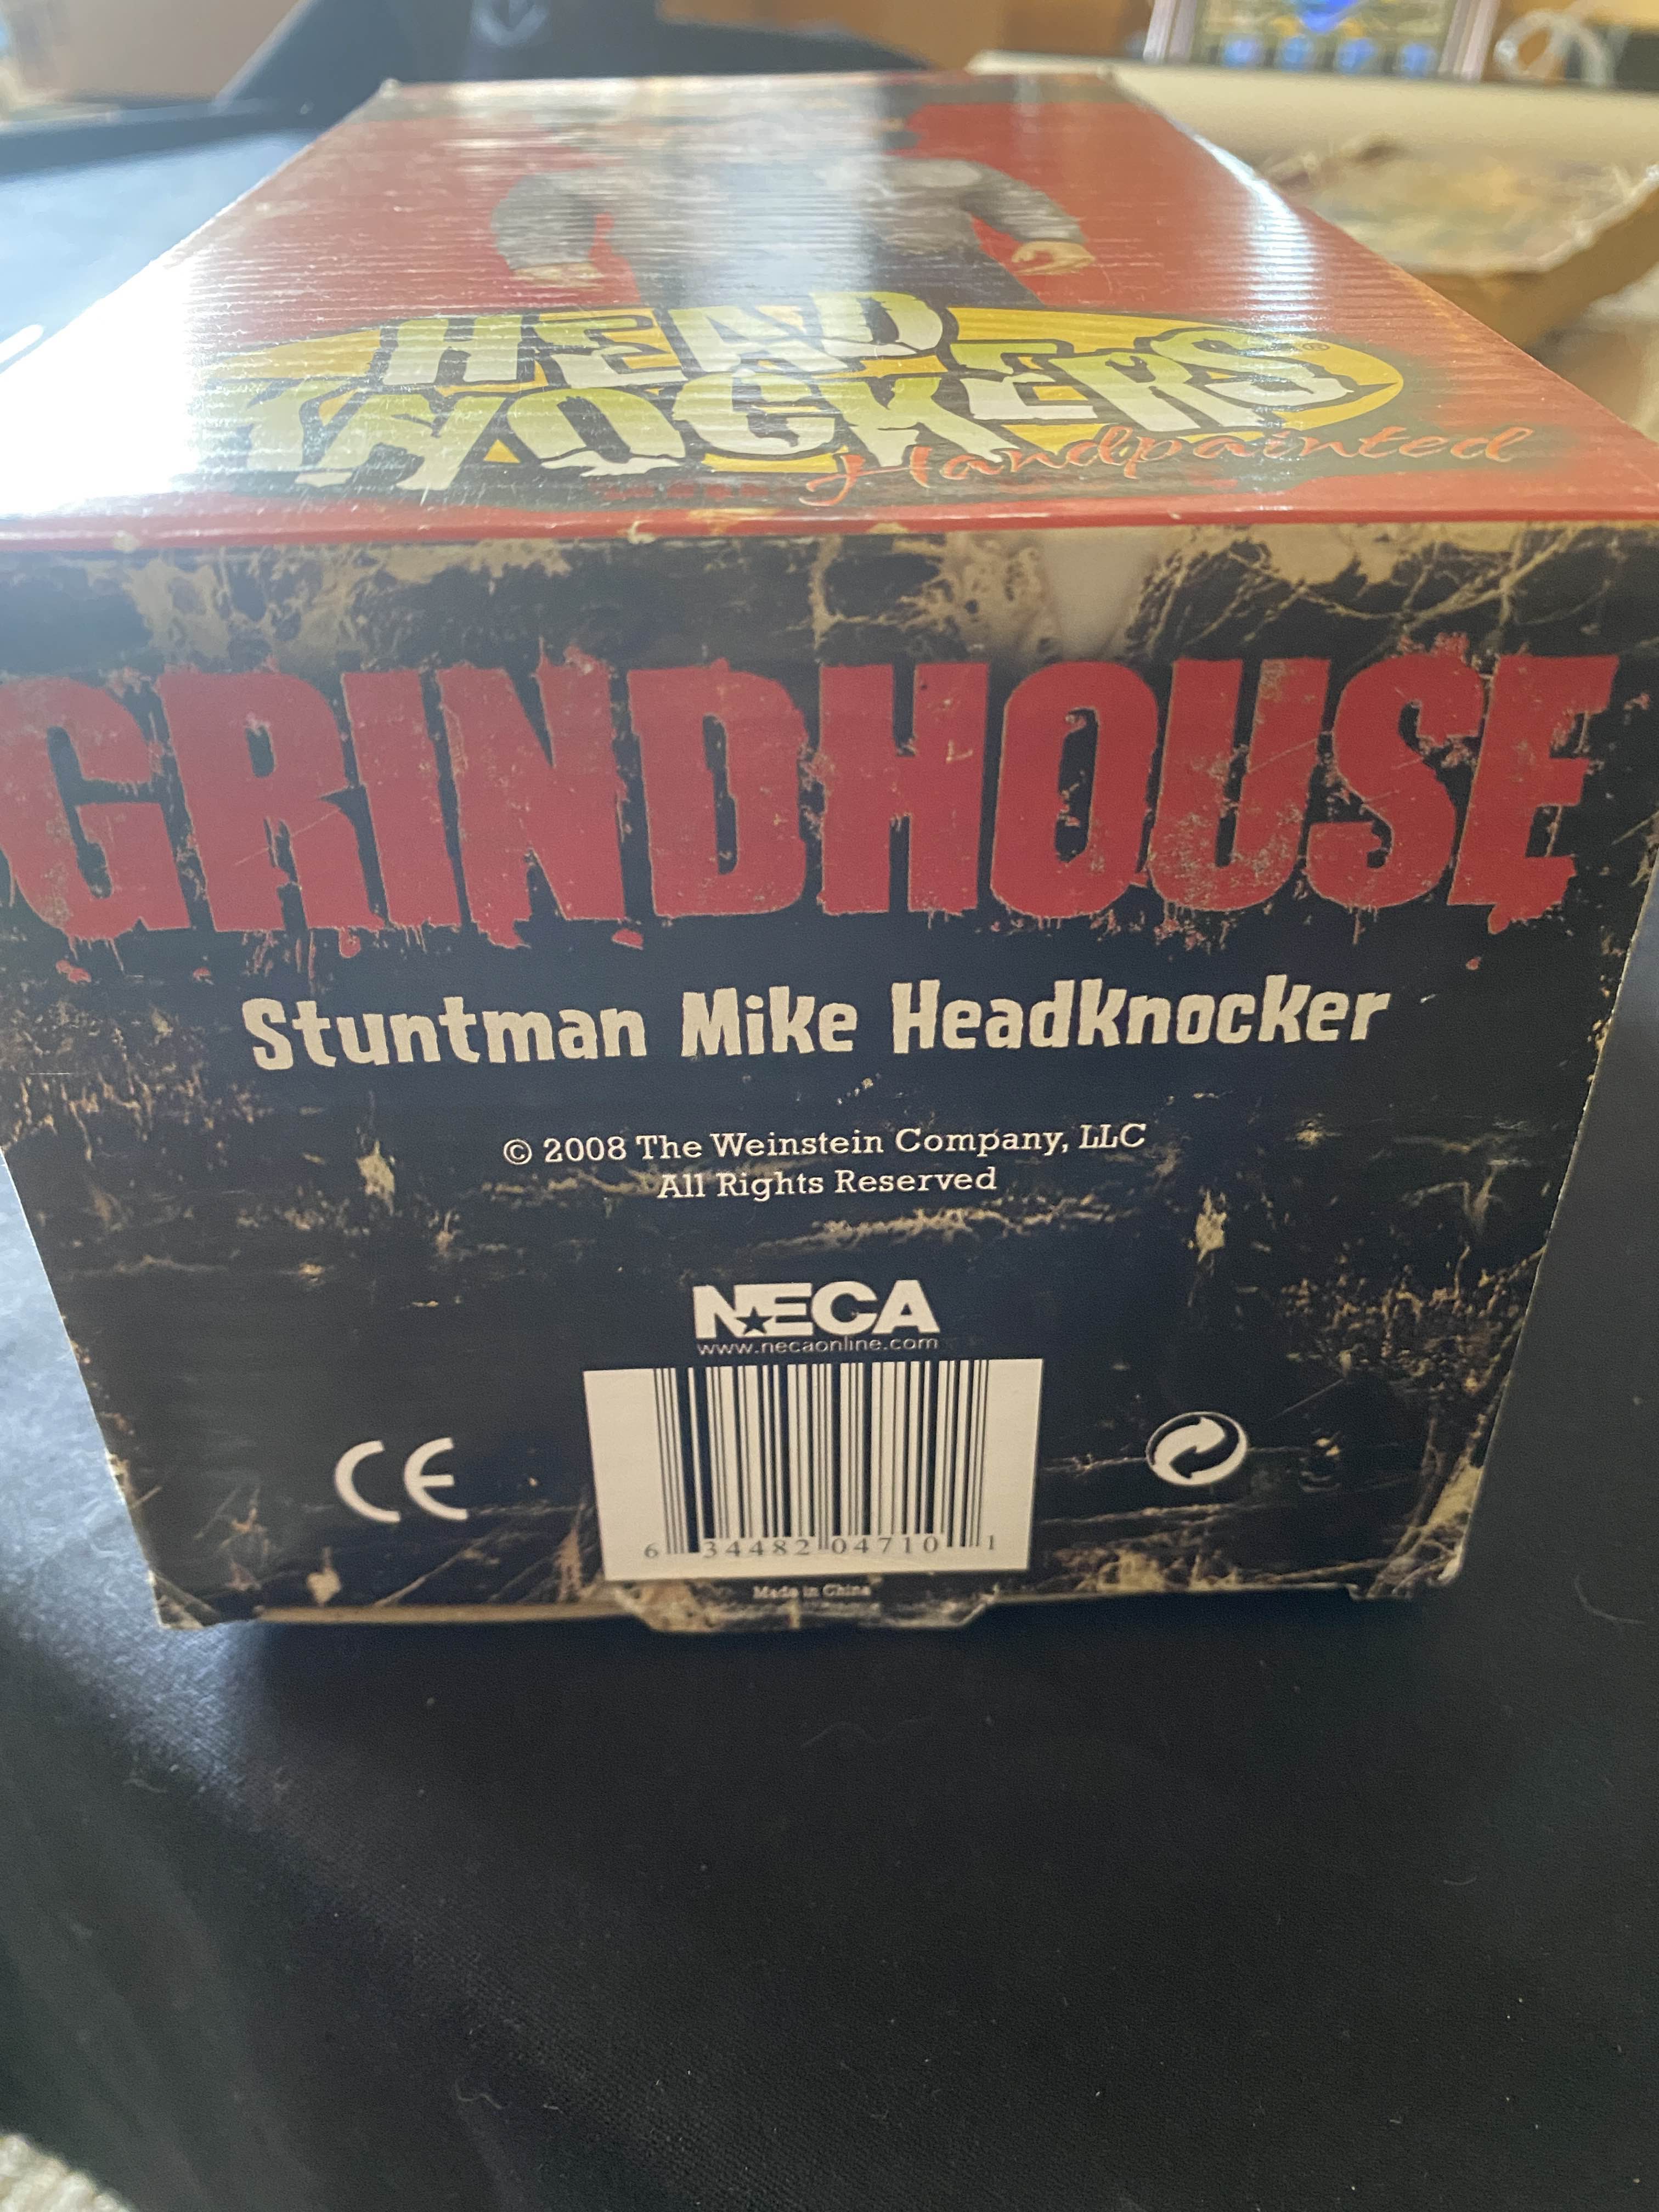 HEAD
KNOCKERS®
Handpainted
GRINDHOUSE
Stuntman Mike Headknocker
© 2008 The Weinstein Company, LLC
All Rights Reserved
NECA
www.necaonline.com
CE
6 34482 04710 1
Made in China